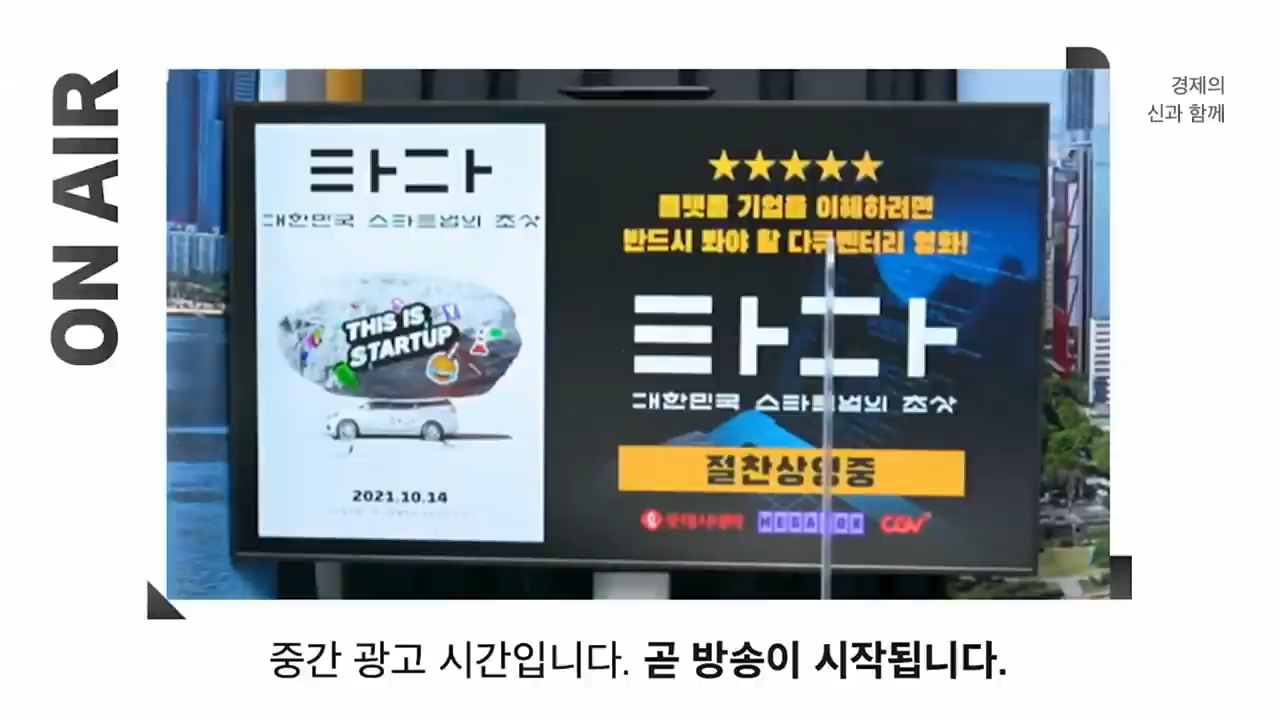 ON AIR
경제의
신과 함께
타다
대한민국 스타트업의 초상
THIS IS
STARTUP
2021.10.14
★★★★★
플랫폼 기업을 이해하려면
반드시 봐야 할 다큐멘터리 영화!
타다
대한민국 스타트업의 초상
절찬상영중
롯데시네마 MEGABOX CGV
중간 광고 시간입니다. 곧 방송이 시작됩니다.